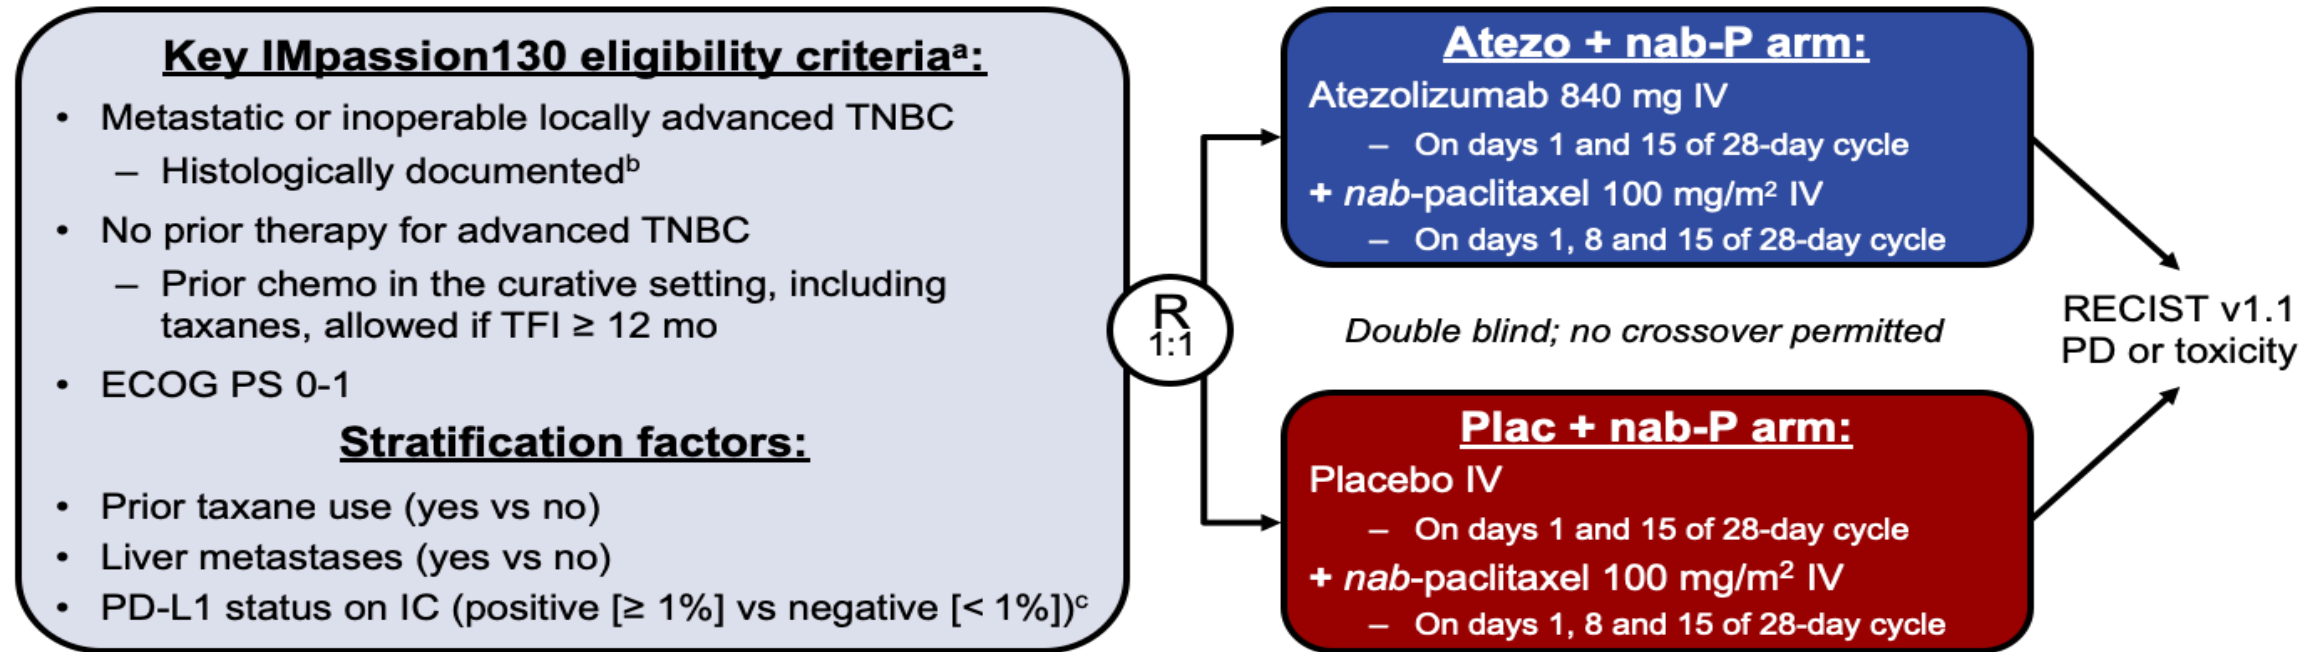 Key IMpassion130 eligibility criteriaᵃ:
• Metastatic or inoperable locally advanced TNBC
– Histologically documentedᵇ
• No prior therapy for advanced TNBC
– Prior chemo in the curative setting, including
taxanes, allowed if TFI ≥ 12 mo
• ECOG PS 0-1
Stratification factors:
• Prior taxane use (yes vs no)
• Liver metastases (yes vs no)
• PD-L1 status on IC (positive [≥ 1%] vs negative [< 1%])ᶜ
R
1:1
Atezo + nab-P arm:
Atezolizumab 840 mg IV
– On days 1 and 15 of 28-day cycle
+ nab-paclitaxel 100 mg/m² IV
– On days 1, 8 and 15 of 28-day cycle
Double blind; no crossover permitted
Plac + nab-P arm:
Placebo IV
– On days 1 and 15 of 28-day cycle
+ nab-paclitaxel 100 mg/m² IV
– On days 1, 8 and 15 of 28-day cycle
RECIST v1.1
PD or toxicity